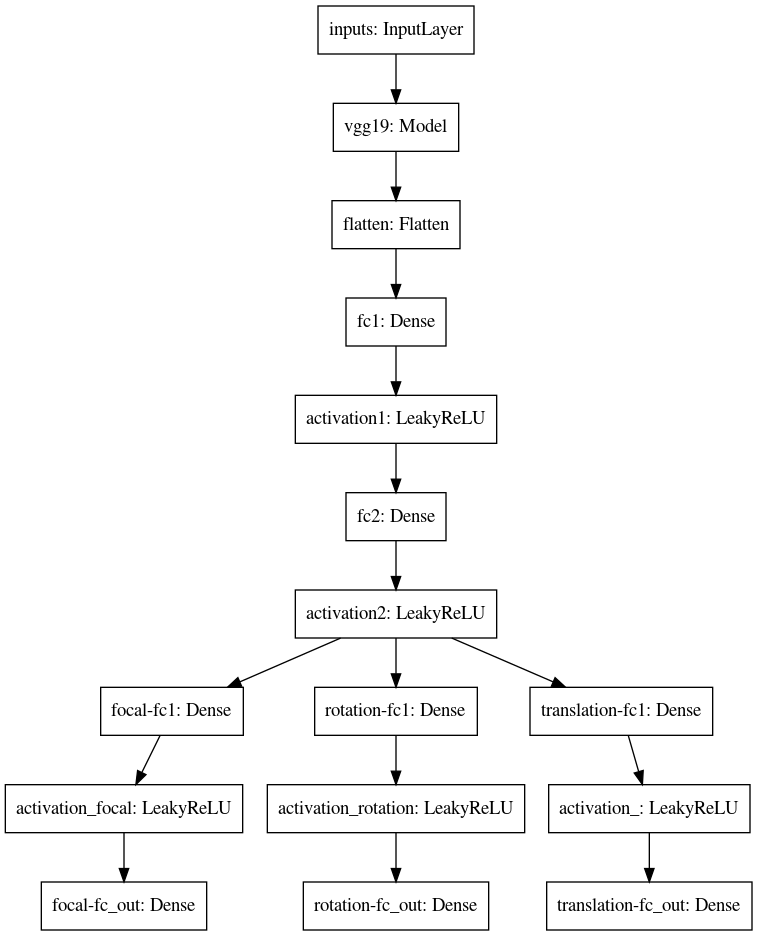 inputs: InputLayer
vgg19: Model
flatten: Flatten
fc1: Dense
activation1: LeakyReLU
fc2: Dense
activation2: LeakyReLU
focal-fc1: Dense
rotation-fc1: Dense
translation-fc1: Dense
activation_focal: LeakyReLU
activation_rotation: LeakyReLU
activation_: LeakyReLU
focal-fc_out: Dense
rotation-fc_out: Dense
translation-fc_out: Dense